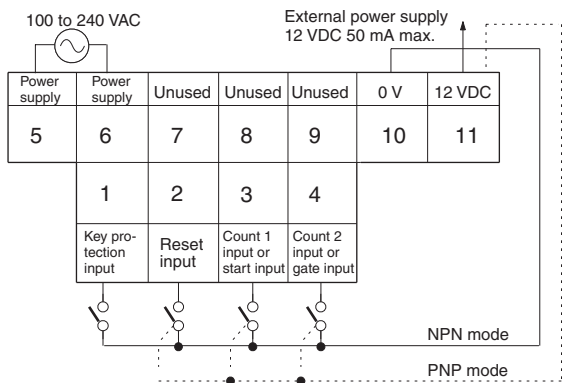 100 to 240 VAC
External power supply
12 VDC 50 mA max.
Power supply
Power supply
Unused
Unused
Unused
0 V
12 VDC
5
6
7
8
9
10
11
1
2
3
4
Key pro-
tection
input
Reset
input
Count 1
input or
start input
Count 2
input or
gate input
NPN mode
PNP mode